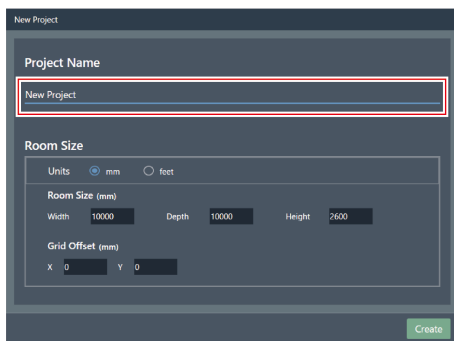 New Project
Project Name
New Project
Room Size
Units mm feet
Room Size (mm)
Width 10000 Depth 10000 Height 2600
Grid Offset (mm)
X 0 Y 0
Create